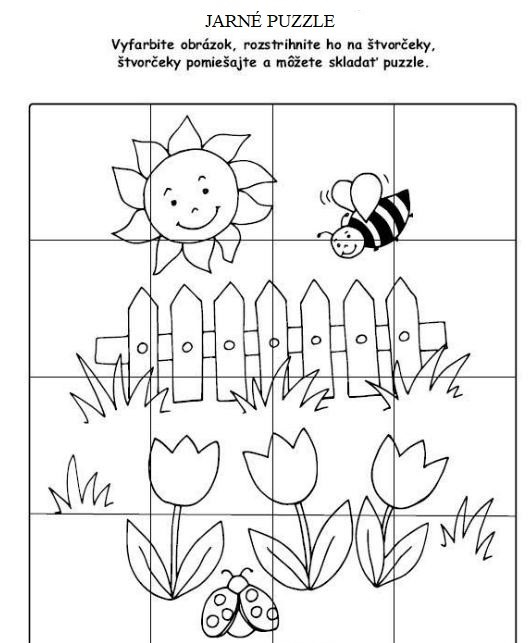 JARNÉ PUZZLE
Vyfarbite obrázok, rozstrihnite ho na štvorčeky,
štvorčeky pomiešajte a môžete skladať puzzle.